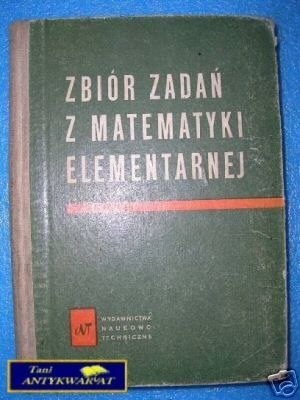 ZBIÓR ZADAŃ
Z MATEMATYKI
ELEMENTARNEJ
WNT
WYDAWNICTWA
NAUKOWO-
TECHNICZNE
Tani
ANTYKWARIAT